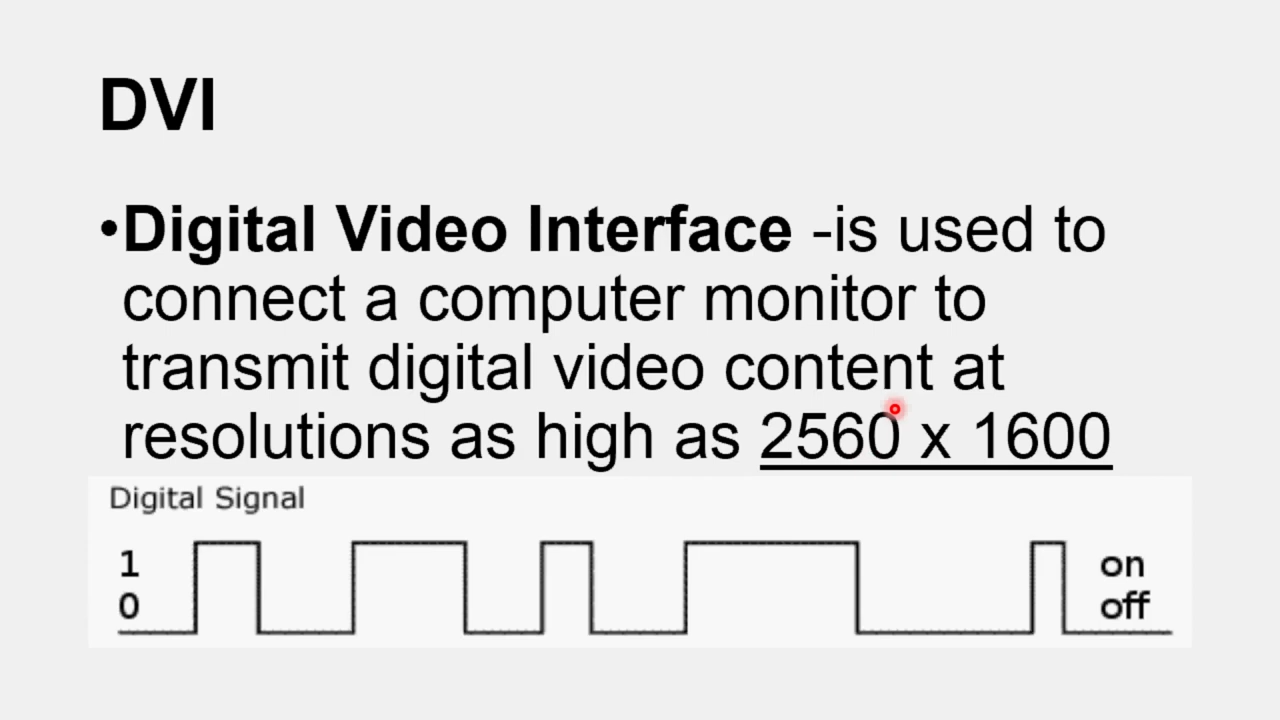 DVI
•Digital Video Interface -is used to
connect a computer monitor to
transmit digital video content at
resolutions as high as 2560 x 1600
Digital Signal
1 on
0 off